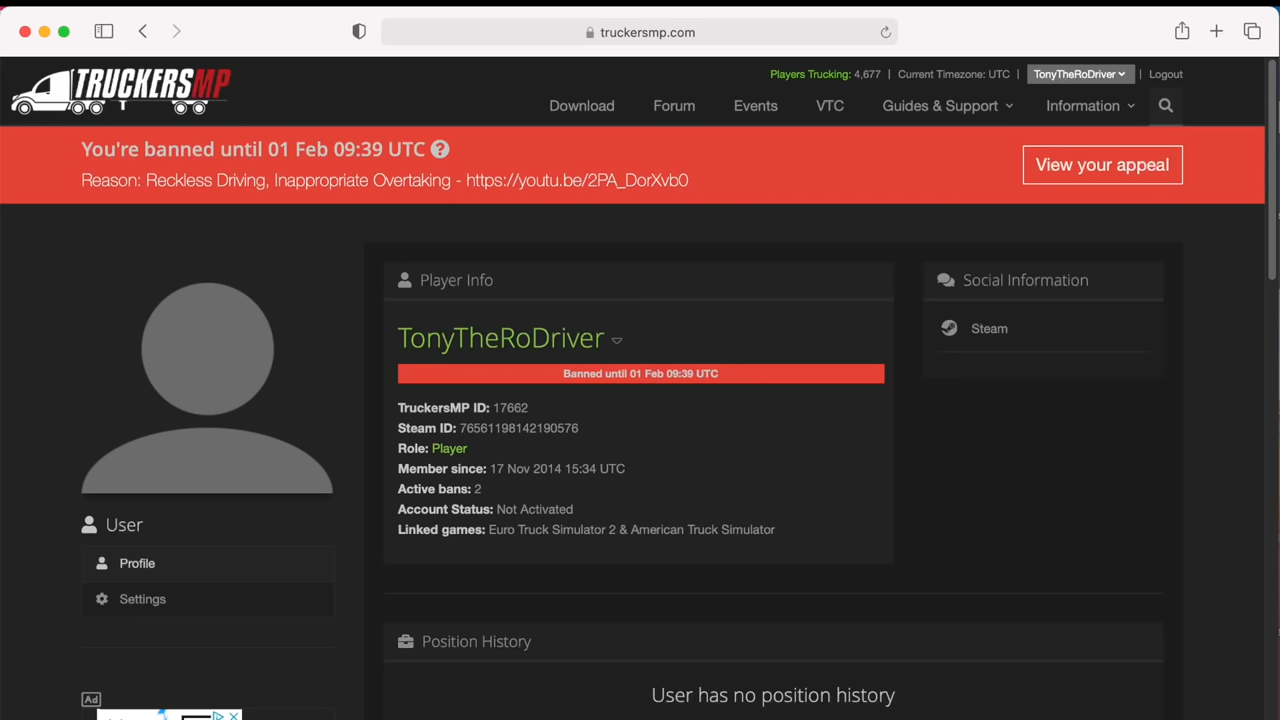 truckersmp.com
TRUCKERSMP
Players Trucking: 4,677 | Current Timezone: UTC | TonyTheRoDriver | Logout
Download Forum Events VTC Guides & Support Information
You're banned until 01 Feb 09:39 UTC ?
Reason: Reckless Driving, Inappropriate Overtaking - https://youtu.be/2PA_DorXvb0
View your appeal
Player Info
Social Information
TonyTheRoDriver
Steam
Banned until 01 Feb 09:39 UTC
TruckersMP ID: 17662
Steam ID: 76561198142190576
Role: Player
Member since: 17 Nov 2014 15:34 UTC
Active bans: 2
Account Status: Not Activated
Linked games: Euro Truck Simulator 2 & American Truck Simulator
User
Profile
Settings
Position History
User has no position history
Ad